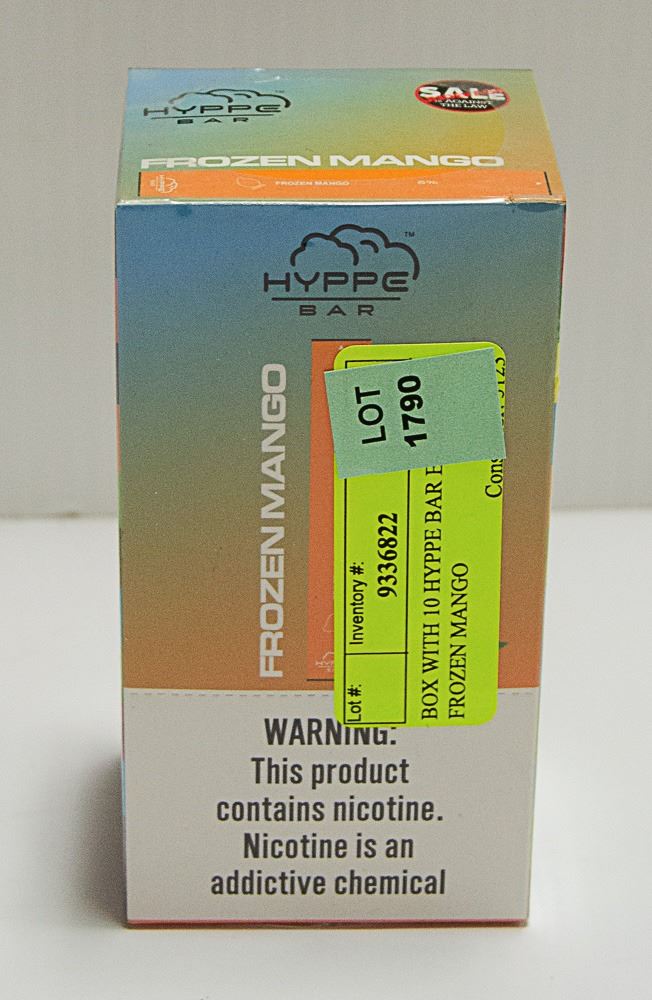 HYPPE
BAR
SALE
IS AGAINST
THE LAW
FROZEN MANGO
FROZEN MANGO
HYPPE
BAR
TM
FROZEN MANGO
LOT
1790
Lot #:
Inventory #:
9336822
BOX WITH 10 HYPPE BAR
FROZEN MANGO
WARNING:
This product
contains nicotine.
Nicotine is an
addictive chemical